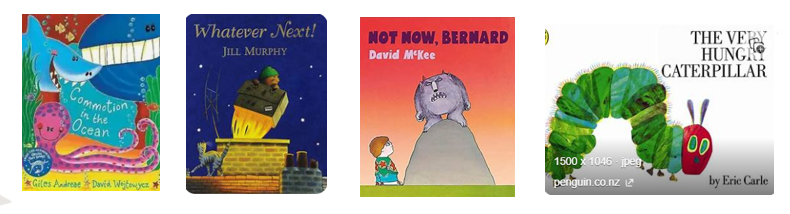 Commotion
in the
Ocean
Giles Andreae David Wojtowycz
Whatever Next!
JILL MURPHY
NOT NOW, BERNARD
David McKee
THE VERY
HUNGRY
CATERPILLAR
1500 x 1046 jpeg
penguin.co.nz
by Eric Carle